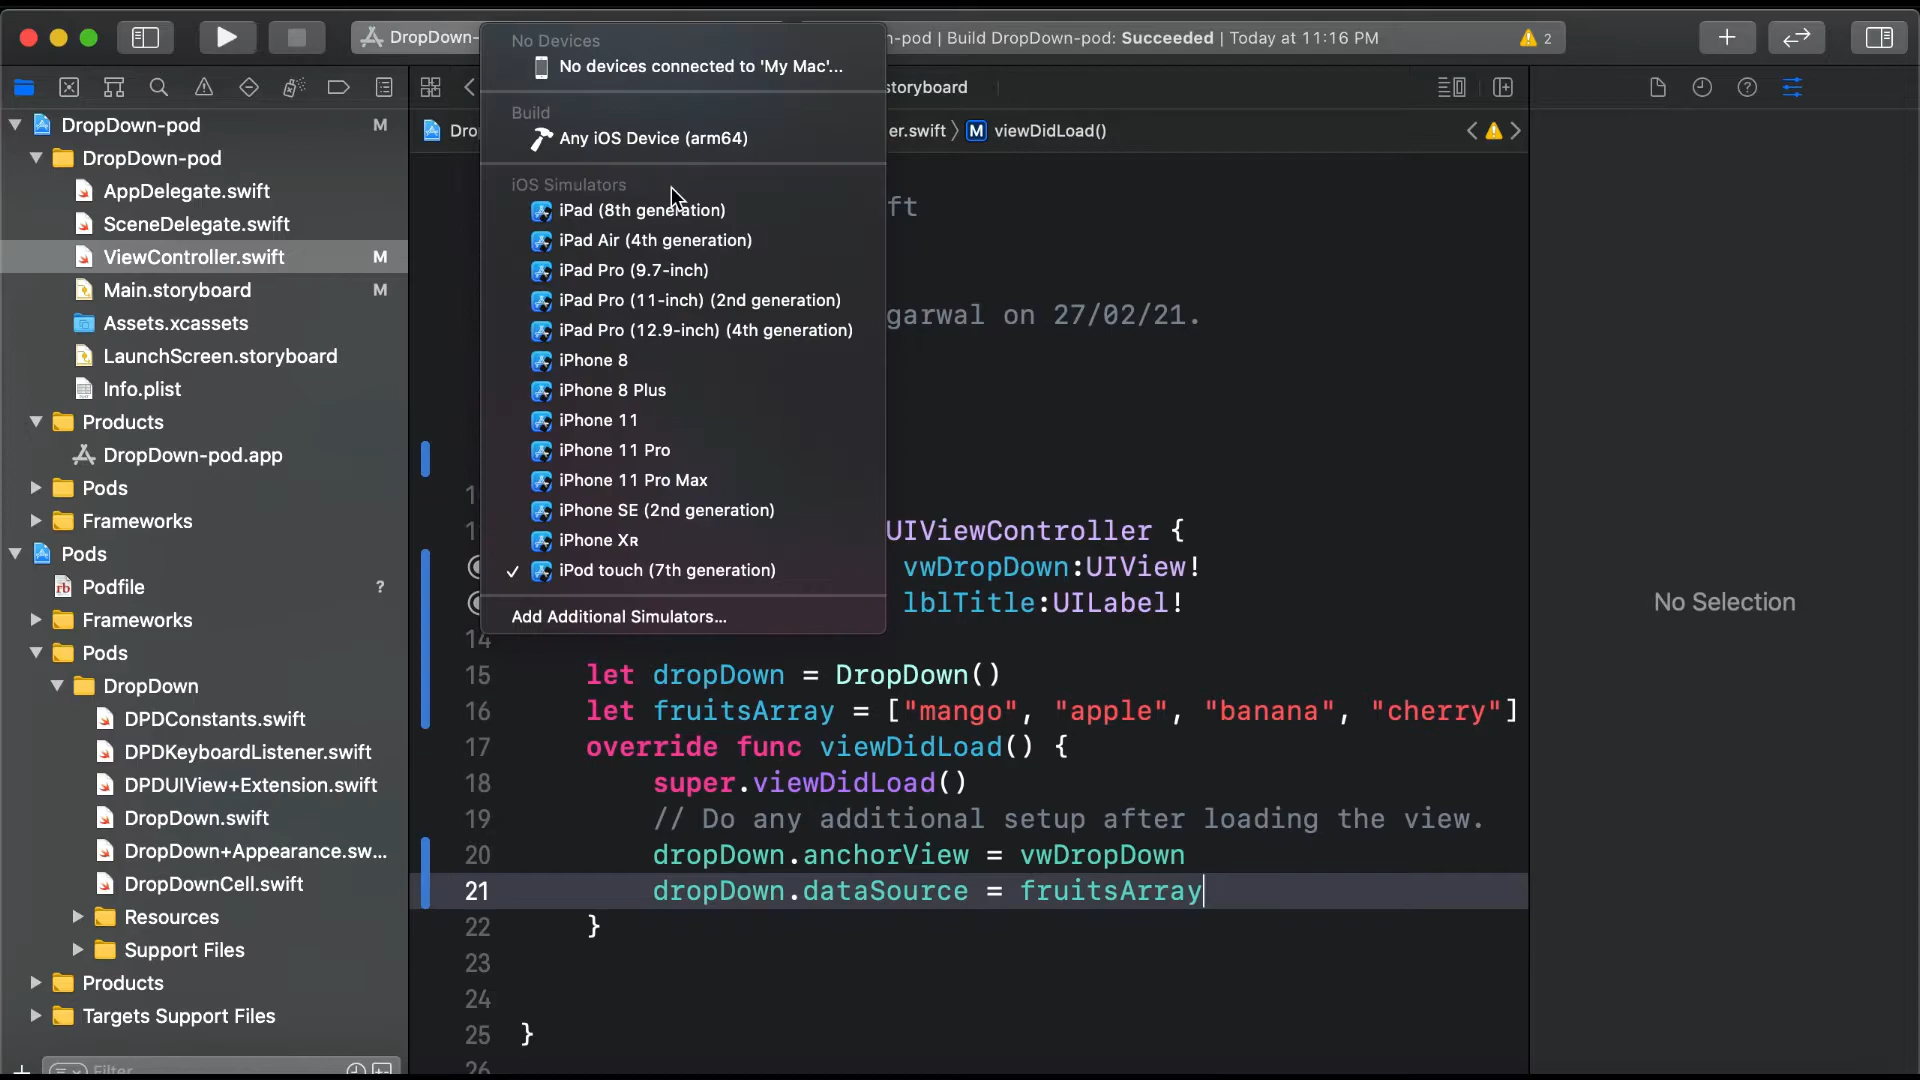 DropDown-
n-pod | Build DropDown-pod: Succeeded | Today at 11:16 PM
2
No Devices
No devices connected to 'My Mac'...
Build
Any iOS Device (arm64)
iOS Simulators
iPad (8th generation)
iPad Air (4th generation)
iPad Pro (9.7-inch)
iPad Pro (11-inch) (2nd generation)
iPad Pro (12.9-inch) (4th generation)
iPhone 8
iPhone 8 Plus
iPhone 11
iPhone 11 Pro
iPhone 11 Pro Max
iPhone SE (2nd generation)
iPhone Xʀ
✓ iPod touch (7th generation)
Add Additional Simulators...
DropDown-pod M
DropDown-pod
AppDelegate.swift
SceneDelegate.swift
ViewController.swift M
Main.storyboard M
Assets.xcassets
LaunchScreen.storyboard
Info.plist
Products
DropDown-pod.app
Pods
Frameworks
Pods
Podfile ?
Frameworks
Pods
DropDown
DPDConstants.swift
DPDKeyboardListener.swift
DPDUIView+Extension.swift
DropDown.swift
DropDown+Appearance.sw...
DropDownCell.swift
Resources
Support Files
Products
Targets Support Files
Filter
storyboard
Dro
er.swift 〉 M viewDidLoad()
ft
garwal on 27/02/21.
UIViewController {
vwDropDown:UIView!
lblTitle:UILabel!
14
15 let dropDown = DropDown()
16 let fruitsArray = ["mango", "apple", "banana", "cherry"]
17 override func viewDidLoad() {
18 super.viewDidLoad()
19 // Do any additional setup after loading the view.
20 dropDown.anchorView = vwDropDown
21 dropDown.dataSource = fruitsArray
22 }
23
24
25 }
26
No Selection